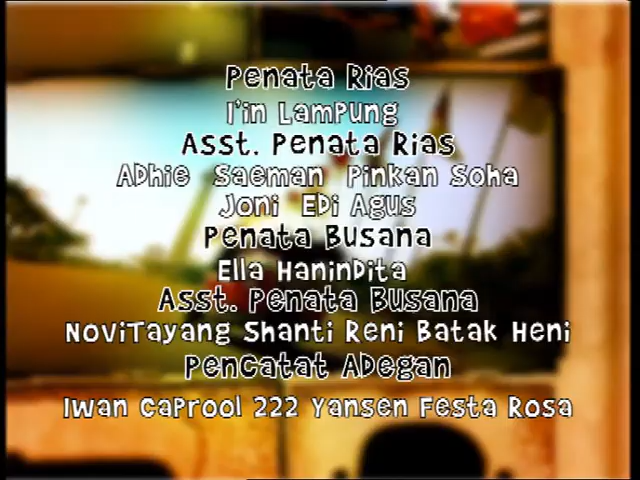 Penata Rias
I'in Lampung
Asst. Penata Rias
Adhie Saeman Pinkan Soha
Joni Edi Agus
Penata Busana
Ella Hanindita
Asst. Penata Busana
NoviTayang Shanti Reni Batak Heni
Pencatat Adegan
Iwan Caprool 222 Yansen Festa Rosa